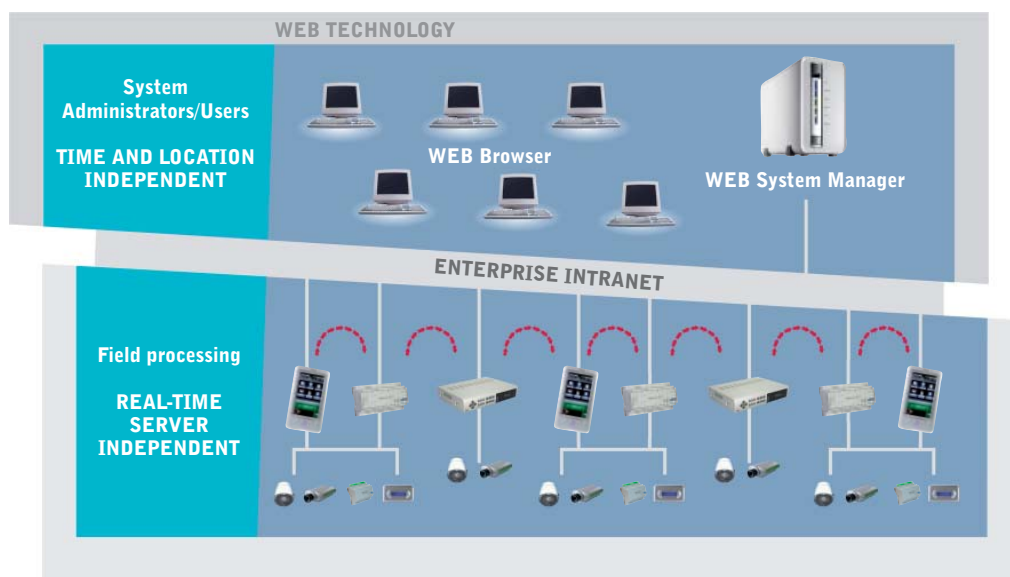 WEB TECHNOLOGY
System
Administrators/Users
TIME AND LOCATION
INDEPENDENT
WEB Browser
WEB System Manager
ENTERPRISE INTRANET
Field processing
REAL-TIME
SERVER
INDEPENDENT